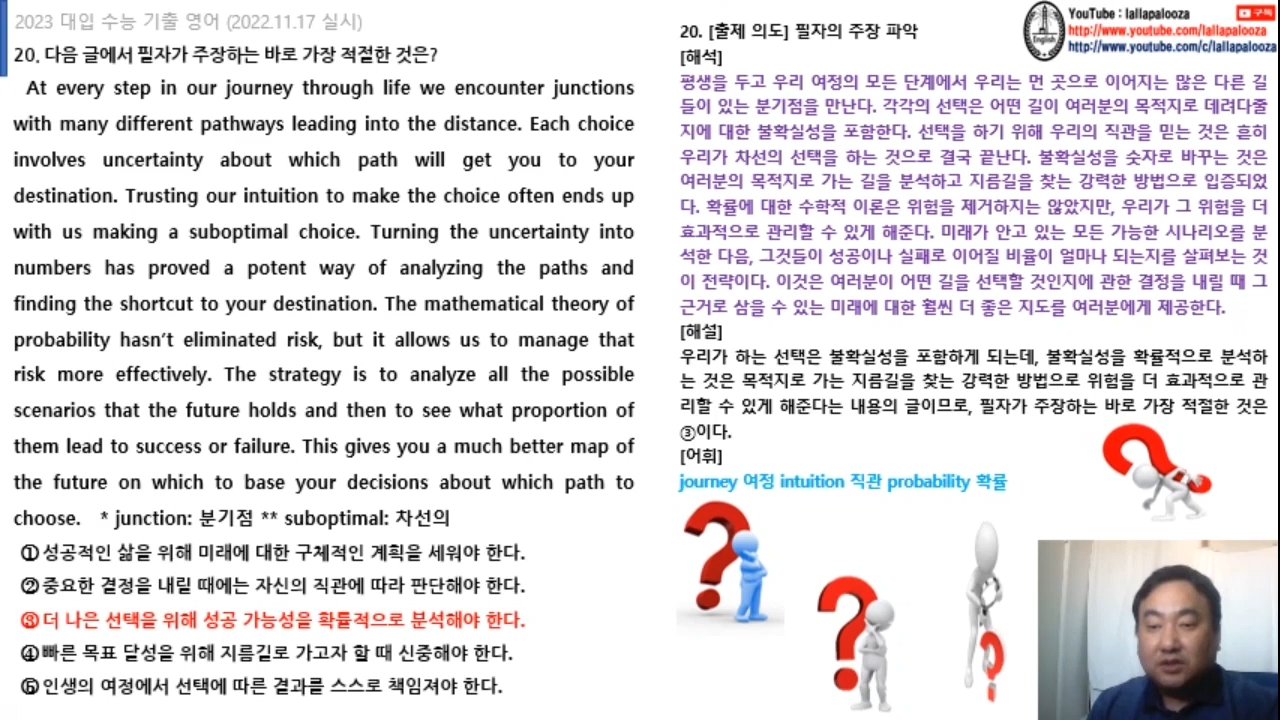 2023 대입 수능 기출 영어 (2022.11.17 실시)
20. 다음 글에서 필자가 주장하는 바로 가장 적절한 것은?
At every step in our journey through life we encounter junctions
with many different pathways leading into the distance. Each choice
involves uncertainty about which path will get you to your
destination. Trusting our intuition to make the choice often ends up
with us making a suboptimal choice. Turning the uncertainty into
numbers has proved a potent way of analyzing the paths and
finding the shortcut to your destination. The mathematical theory of
probability hasn't eliminated risk, but it allows us to manage that
risk more effectively. The strategy is to analyze all the possible
scenarios that the future holds and then to see what proportion of
them lead to success or failure. This gives you a much better map of
the future on which to base your decisions about which path to
choose. * junction: 분기점 ** suboptimal: 차선의
① 성공적인 삶을 위해 미래에 대한 구체적인 계획을 세워야 한다.
② 중요한 결정을 내릴 때에는 자신의 직관에 따라 판단해야 한다.
③ 더 나은 선택을 위해 성공 가능성을 확률적으로 분석해야 한다.
④ 빠른 목표 달성을 위해 지름길로 가고자 할 때 신중해야 한다.
⑤ 인생의 여정에서 선택에 따른 결과를 스스로 책임져야 한다.
20. [출제 의도] 필자의 주장 파악
[해석]
평생을 두고 우리 여정의 모든 단계에서 우리는 먼 곳으로 이어지는 많은 다른 길
들이 있는 분기점을 만난다. 각각의 선택은 어떤 길이 여러분의 목적지로 데려다줄
지에 대한 불확실성을 포함한다. 선택을 하기 위해 우리의 직관을 믿는 것은 흔히
우리가 차선의 선택을 하는 것으로 결국 끝난다. 불확실성을 숫자로 바꾸는 것은
여러분의 목적지로 가는 길을 분석하고 지름길을 찾는 강력한 방법으로 입증되었
다. 확률에 대한 수학적 이론은 위험을 제거하지는 않았지만, 우리가 그 위험을 더
효과적으로 관리할 수 있게 해준다. 미래가 안고 있는 모든 가능한 시나리오를 분
석한 다음, 그것들이 성공이나 실패로 이어질 비율이 얼마나 되는지를 살펴보는 것
이 전략이다. 이것은 여러분이 어떤 길을 선택할 것인지에 관한 결정을 내릴 때 그
근거로 삼을 수 있는 미래에 대한 훨씬 더 좋은 지도를 여러분에게 제공한다.
[해설]
우리가 하는 선택은 불확실성을 포함하게 되는데, 불확실성을 확률적으로 분석하
는 것은 목적지로 가는 지름길을 찾는 강력한 방법으로 위험을 더 효과적으로 관
리할 수 있게 해준다는 내용의 글이므로, 필자가 주장하는 바로 가장 적절한 것은
③이다.
[어휘]
journey 여정 intuition 직관 probability 확률
YouTube : lallapalooza
구독
http://www.youtube.com/lallapalooza
http://www.youtube.com/c/lallapalooza
English